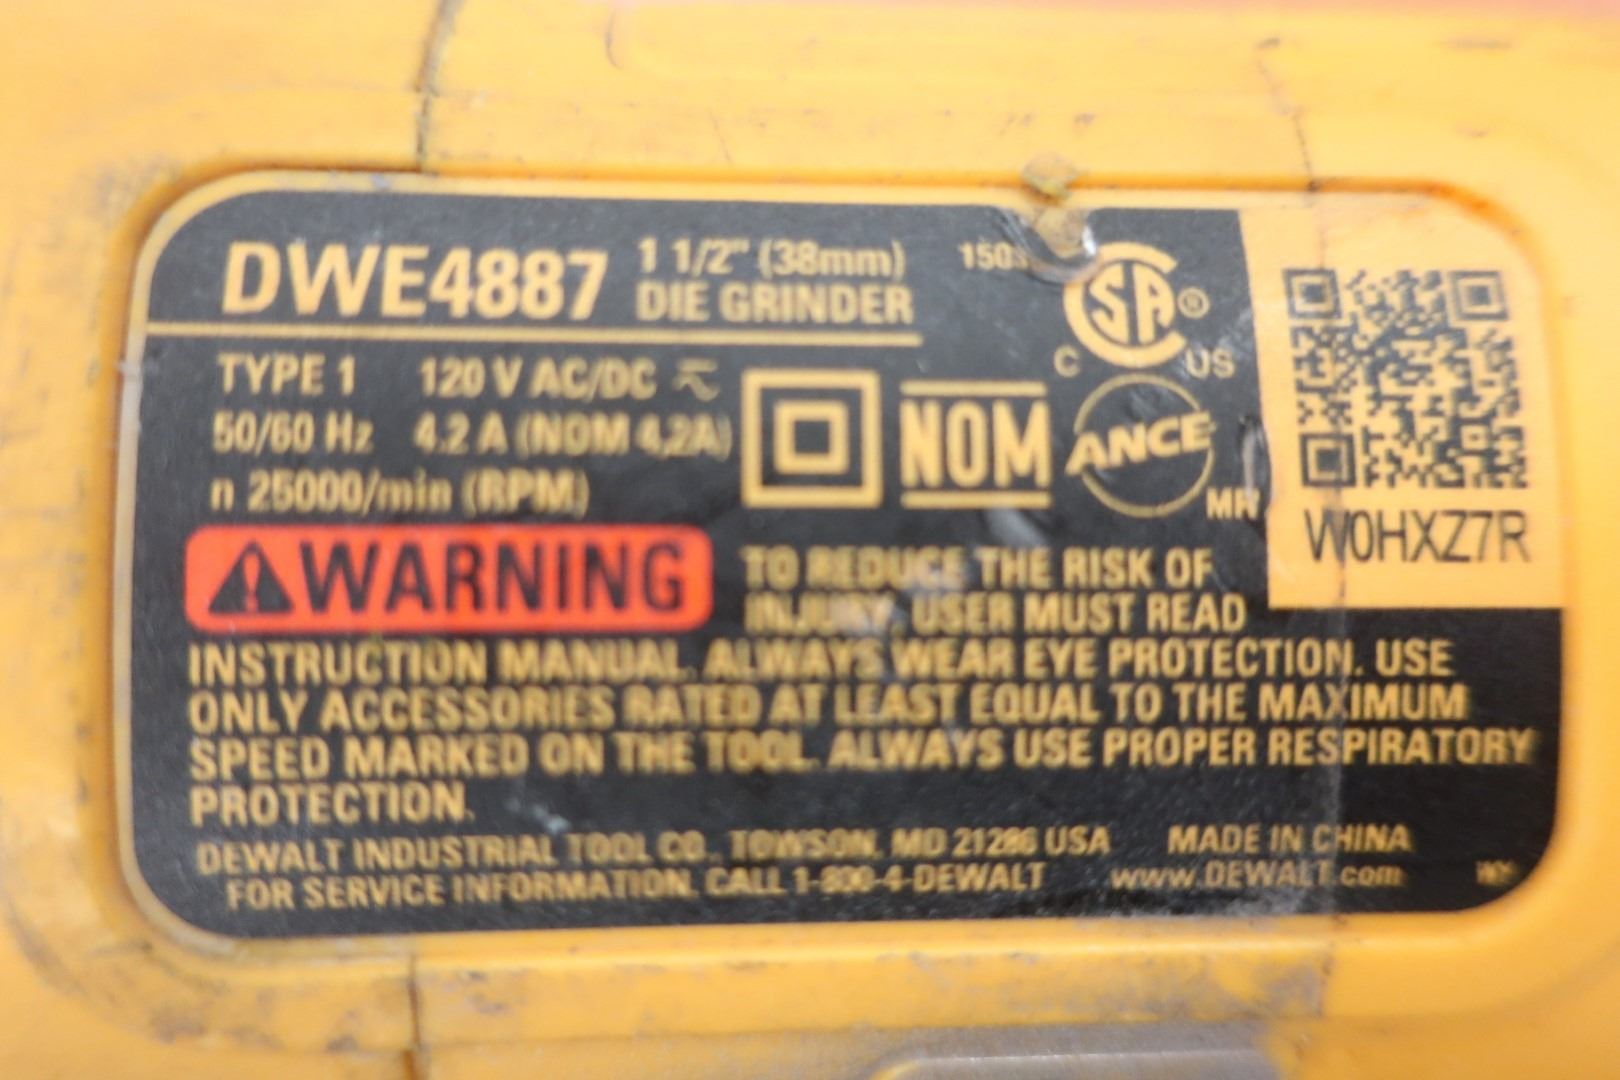 DWE4887 1 1/2" (38mm)
DIE GRINDER
C US
TYPE 1 120 V AC/DC
50/60 Hz 4.2 A (NOM 4,2A)
n 25000/min (RPM)
NOM
ANCE
W0HXZ7R
WARNING TO REDUCE THE RISK OF
INJURY, USER MUST READ
INSTRUCTION MANUAL. ALWAYS WEAR EYE PROTECTION. USE
ONLY ACCESSORIES RATED AT LEAST EQUAL TO THE MAXIMUM
SPEED MARKED ON THE TOOL. ALWAYS USE PROPER RESPIRATORY
PROTECTION.
DEWALT INDUSTRIAL TOOL CO., TOWSON, MD 21286 USA MADE IN CHINA
FOR SERVICE INFORMATION, CALL 1-800-4-DEWALT www.DEWALT.com